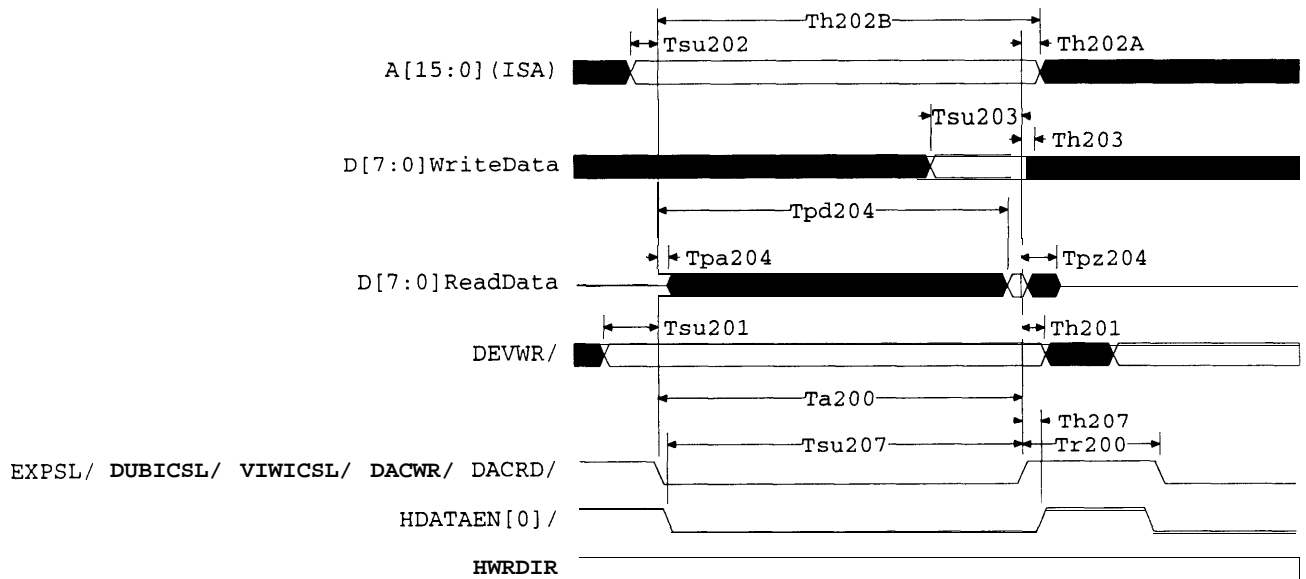 Th202B
Tsu202
Th202A
A[15:0](ISA)
Tsu203
Th203
D[7:0]WriteData
Tpd204
Tpa204
Tpz204
D[7:0]ReadData
Tsu201
Th201
DEVWR/
Ta200
Th207
Tsu207
Tr200
EXPSL/ DUBICSL/ VIWICSL/ DACWR/ DACRD/
HDATAEN[0]/
HWRDIR